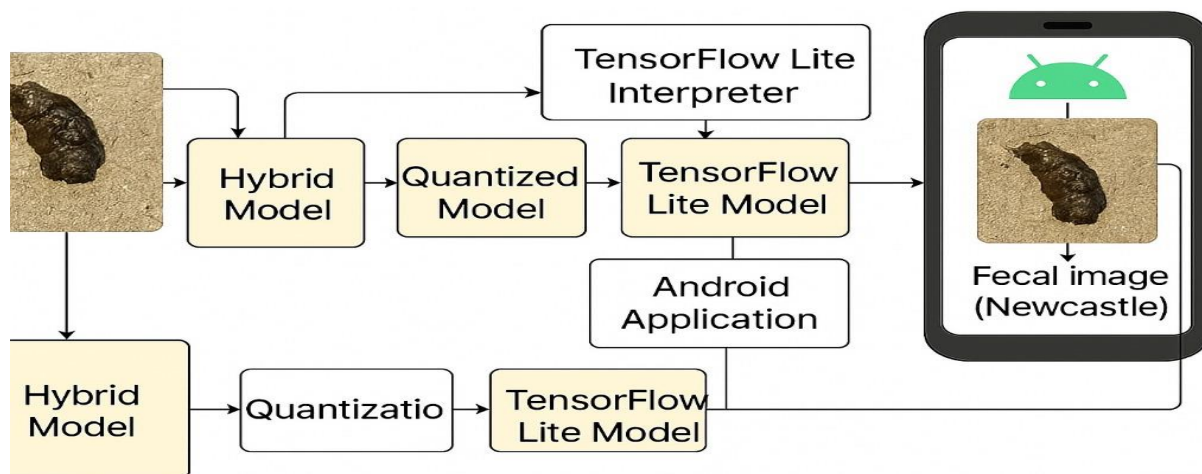 TensorFlow Lite
Interpreter
Hybrid
Model
Quantized
Model
TensorFlow
Lite Model
Android
Application
Fecal image
(Newcastle)
Hybrid
Model
Quantizatio
TensorFlow
Lite Model